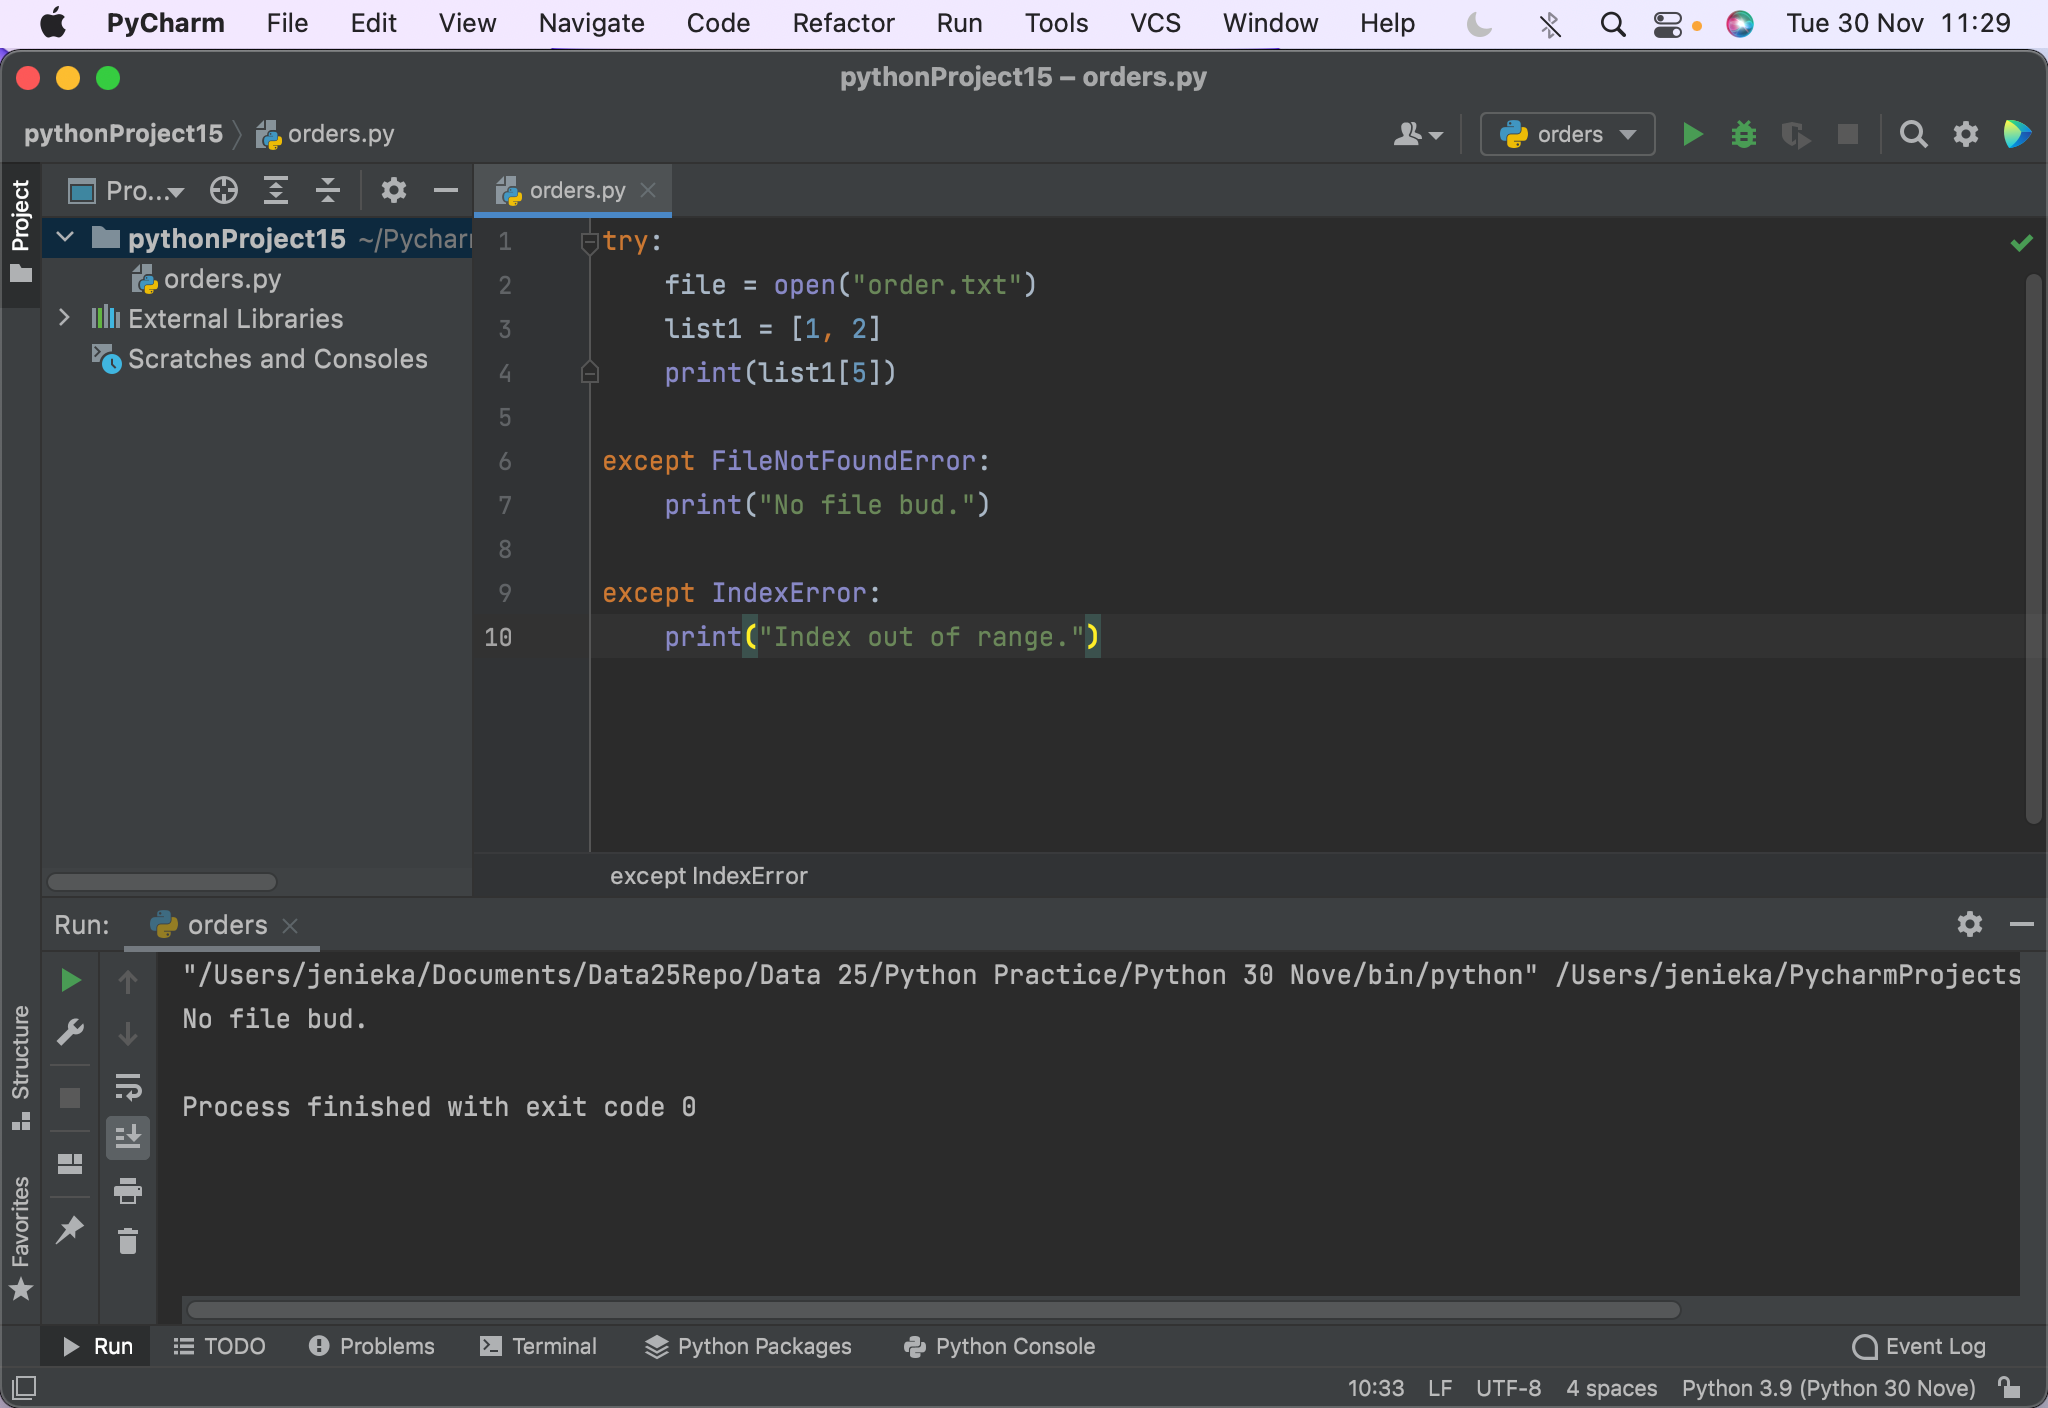 PyCharm File Edit View Navigate Code Refactor Run Tools VCS Window Help Tue 30 Nov 11:29
pythonProject15 – orders.py
pythonProject15 orders.py orders
Project
Pro...
orders.py
pythonProject15 ~/Pychar
orders.py
External Libraries
Scratches and Consoles
1 try:
2 file = open("order.txt")
3 list1 = [1, 2]
4 print(list1[5])
5
6 except FileNotFoundError:
7 print("No file bud.")
8
9 except IndexError:
10 print("Index out of range.")
except IndexError
Run: orders
"/Users/jenieka/Documents/Data25Repo/Data 25/Python Practice/Python 30 Nove/bin/python" /Users/jenieka/PycharmProjects
No file bud.
Process finished with exit code 0
Structure
Favorites
Run TODO Problems Terminal Python Packages Python Console Event Log
10:33 LF UTF-8 4 spaces Python 3.9 (Python 30 Nove)